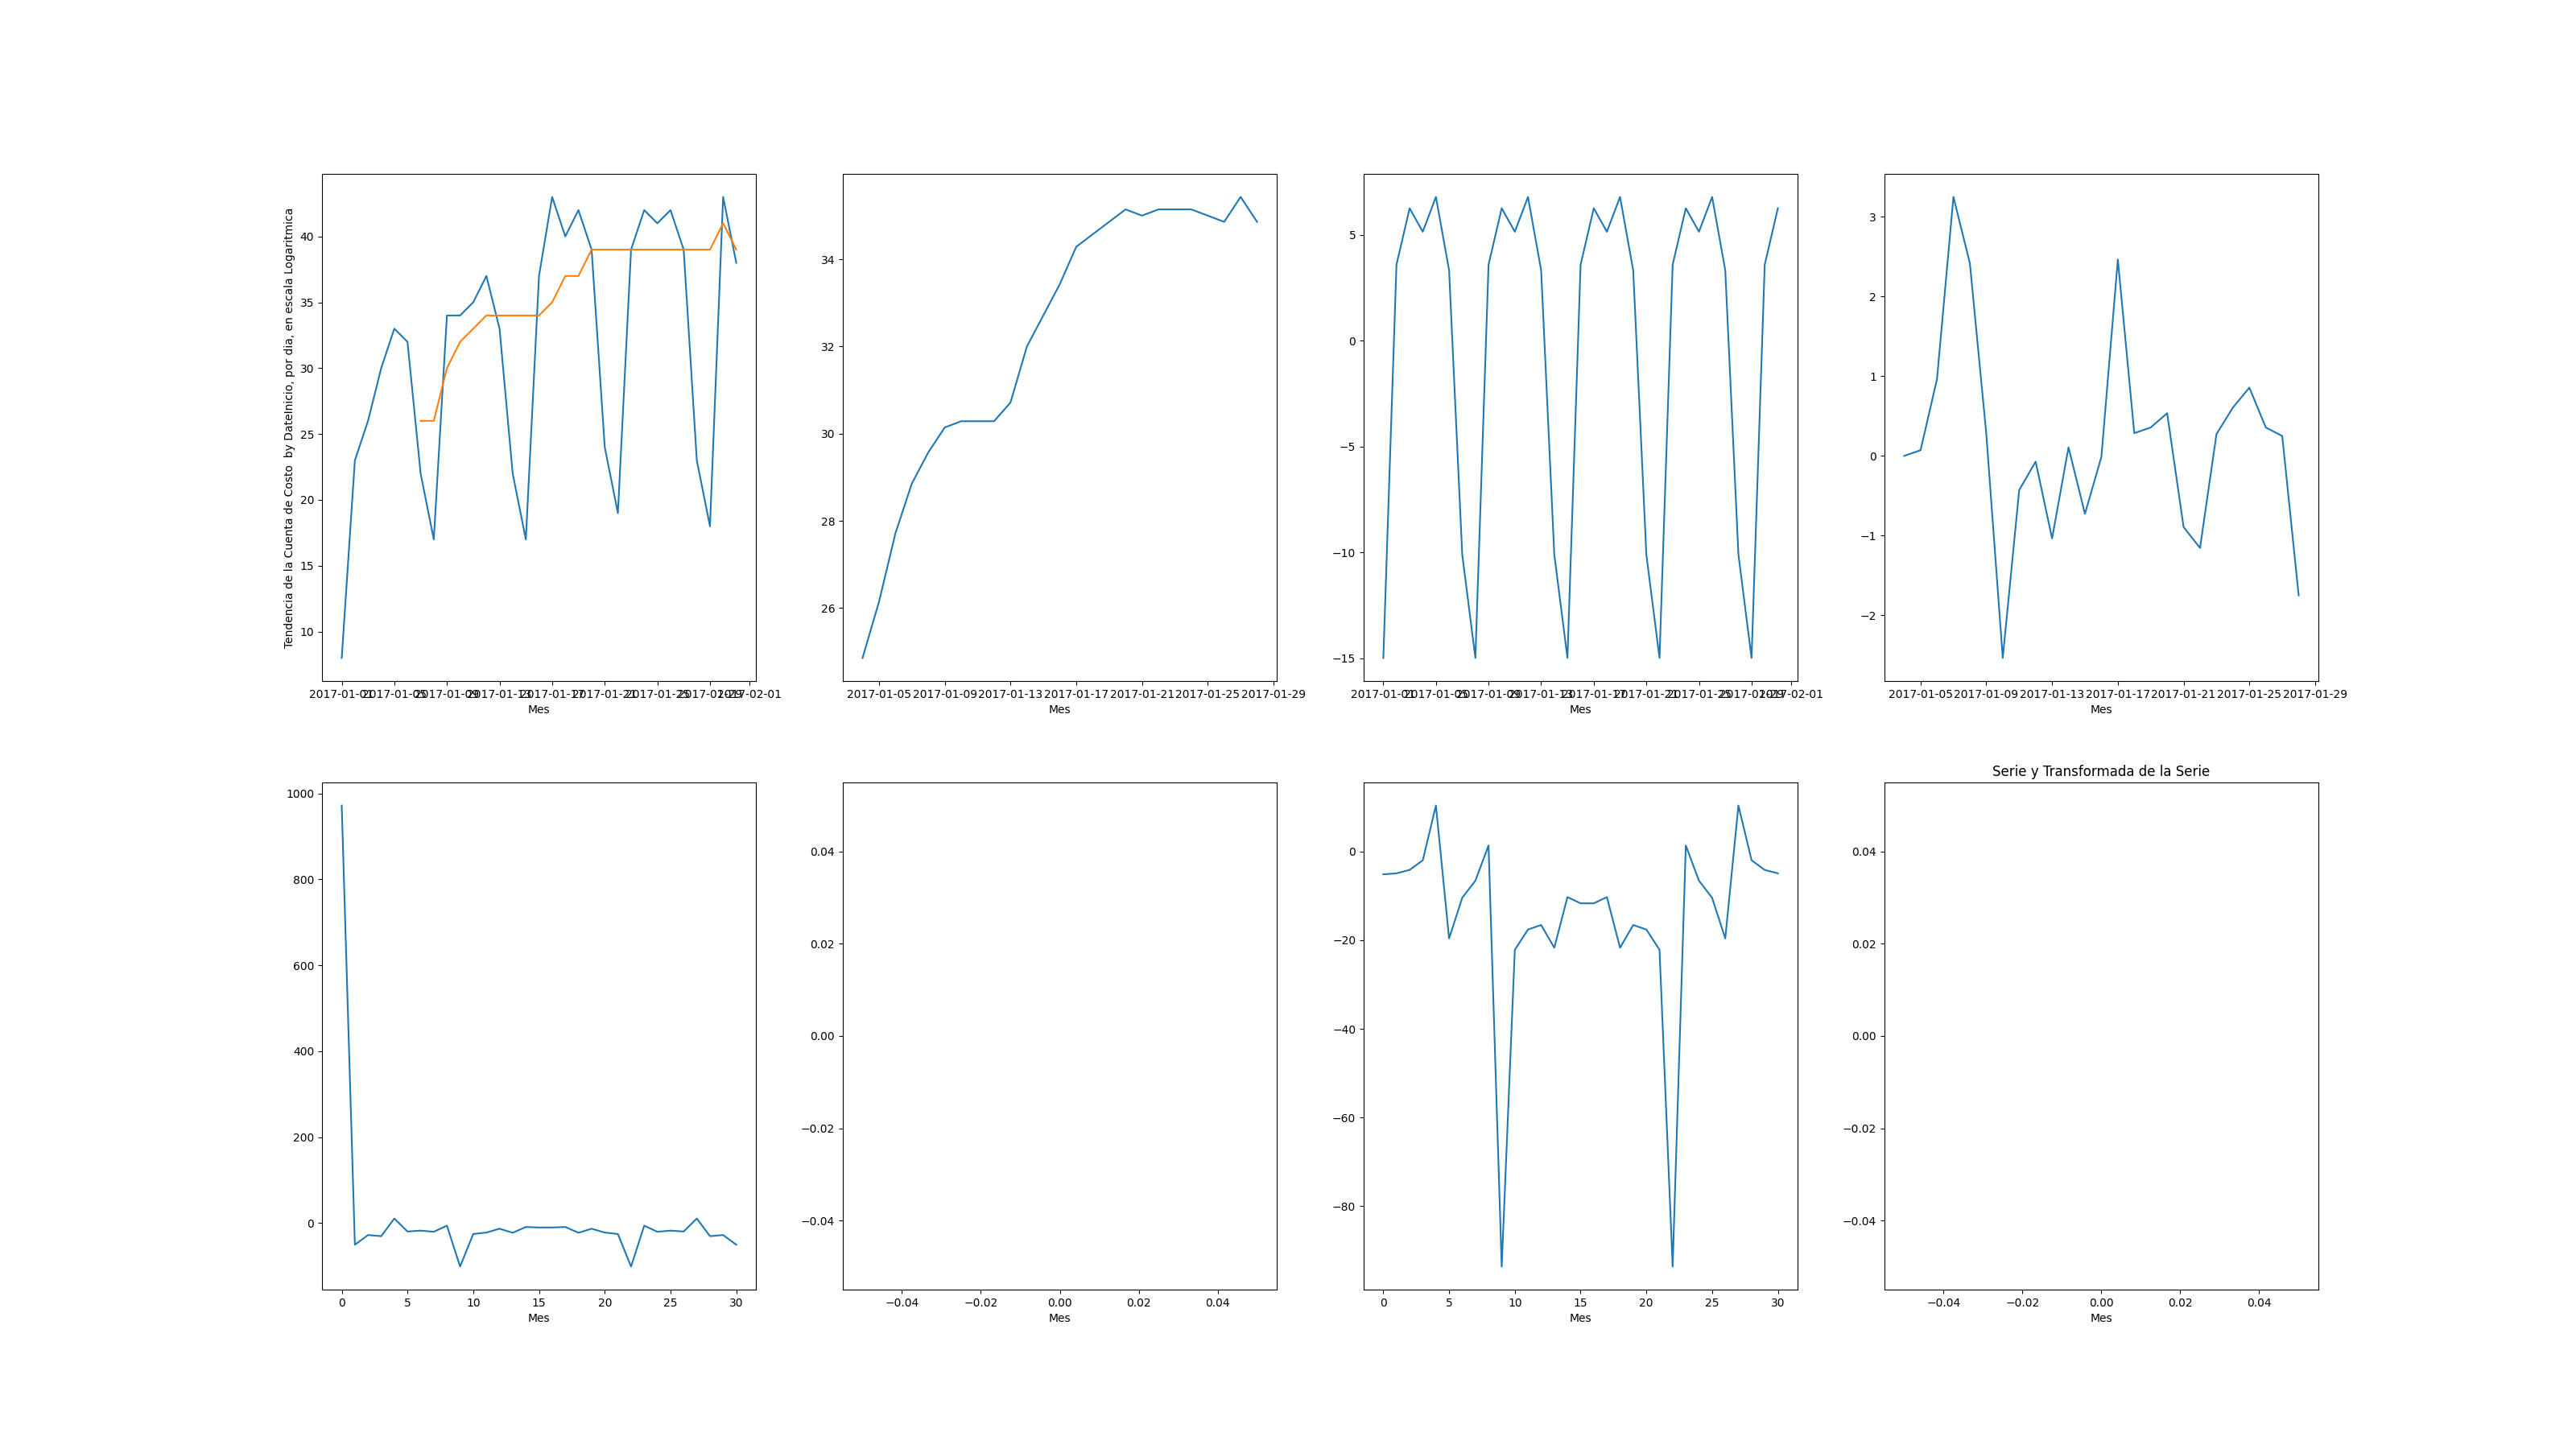 Tendencia de la Cuenta de Costo  by DateInicio, por dia, en escala Logaritmica
40
35
30
25
20
15
10
2017-01-01 2017-01-05 2017-01-09 2017-01-13 2017-01-17 2017-01-21 2017-01-25 2017-01-29 2017-02-01
Mes
34
32
30
28
26
2017-01-05 2017-01-09 2017-01-13 2017-01-17 2017-01-21 2017-01-25 2017-01-29
Mes
5
0
−5
−10
−15
2017-01-01 2017-01-05 2017-01-09 2017-01-13 2017-01-17 2017-01-21 2017-01-25 2017-01-29 2017-02-01
Mes
3
2
1
0
−1
−2
2017-01-05 2017-01-09 2017-01-13 2017-01-17 2017-01-21 2017-01-25 2017-01-29
Mes
1000
800
600
400
200
0
0 5 10 15 20 25 30
Mes
0.04
0.02
0.00
−0.02
−0.04
−0.04 −0.02 0.00 0.02 0.04
Mes
0
−20
−40
−60
−80
0 5 10 15 20 25 30
Mes
Serie y Transformada de la Serie
0.04
0.02
0.00
−0.02
−0.04
−0.04 −0.02 0.00 0.02 0.04
Mes